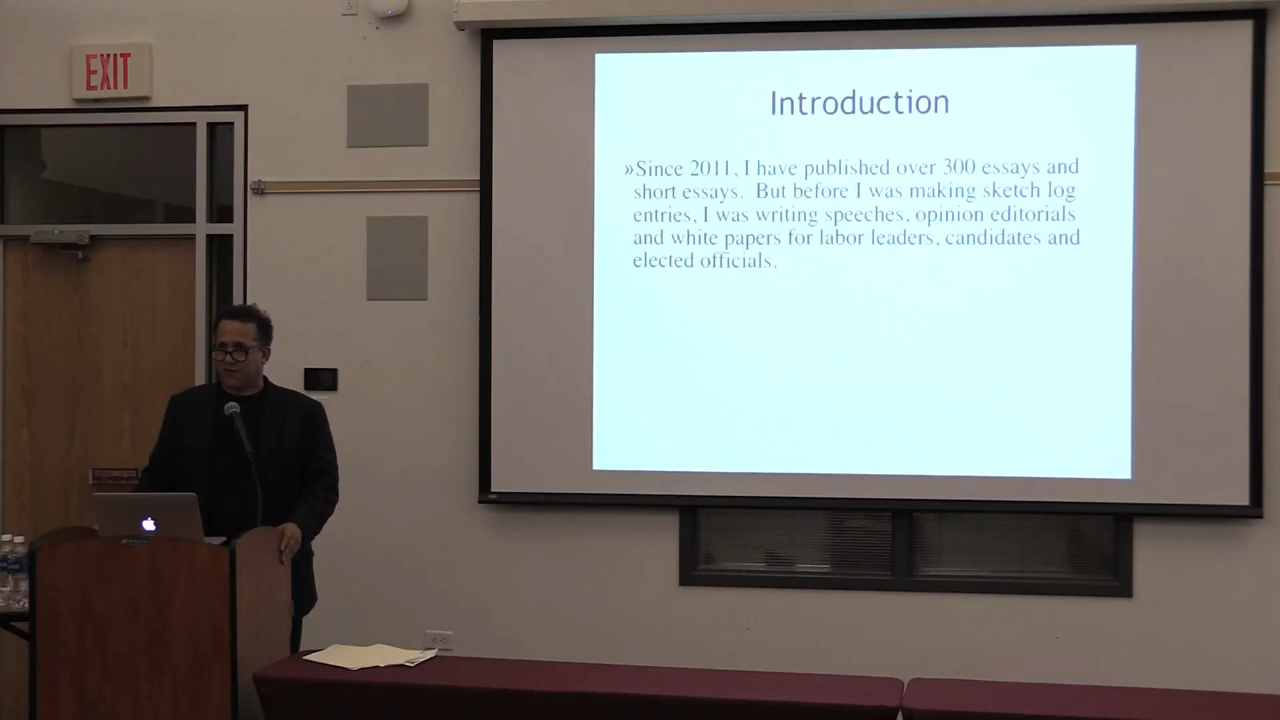 EXIT
Introduction
»Since 2011, I have published over 300 essays and
short essays. But before I was making sketch log
entries, I was writing speeches, opinion editorials
and white papers for labor leaders, candidates and
elected officials.